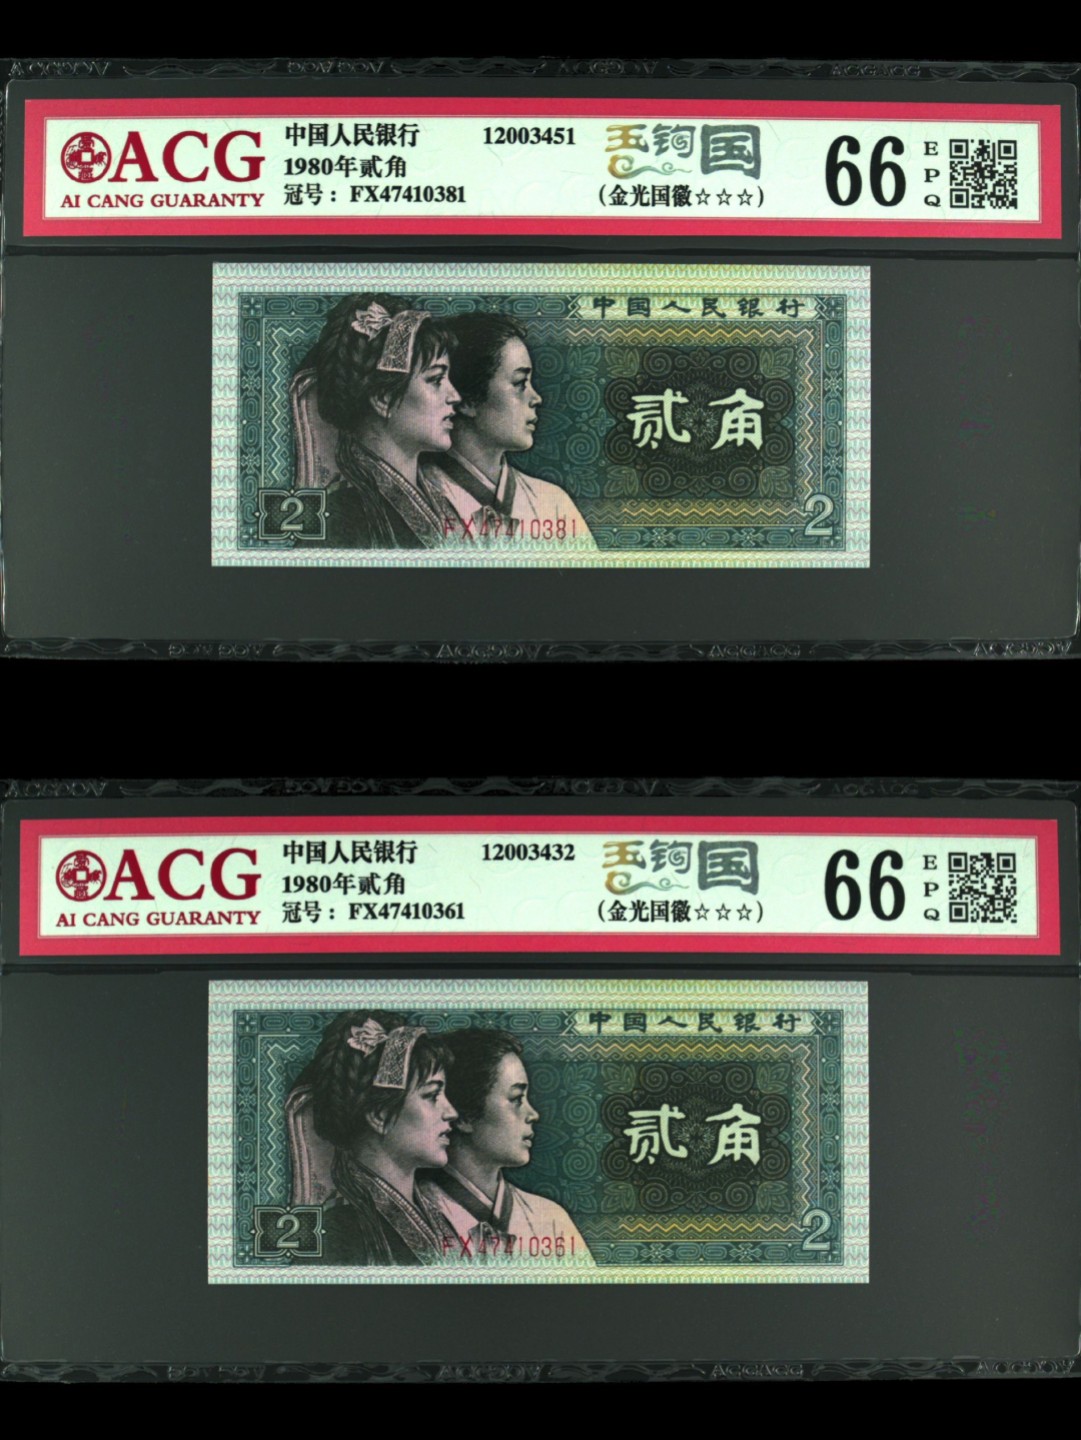 ACG
AI CANG GUARANTY
中国人民银行
1980年贰角
冠号：FX47410381
12003451
玉钩国
(金光国徽☆☆☆)
66
EPQ
中国人民银行
贰角
2
2
FX47410381
ACG
AI CANG GUARANTY
中国人民银行
1980年贰角
冠号：FX47410361
12003432
玉钩国
(金光国徽☆☆☆)
66
EPQ
中国人民银行
贰角
2
2
FX47410361